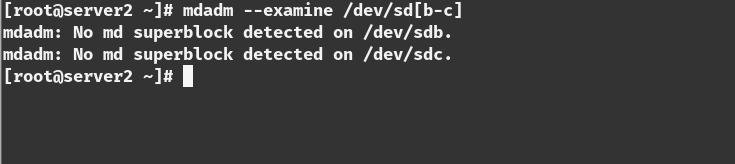 [root@server2 ~]# mdadm --examine /dev/sd[b-c]
mdadm: No md superblock detected on /dev/sdb.
mdadm: No md superblock detected on /dev/sdc.
[root@server2 ~]#